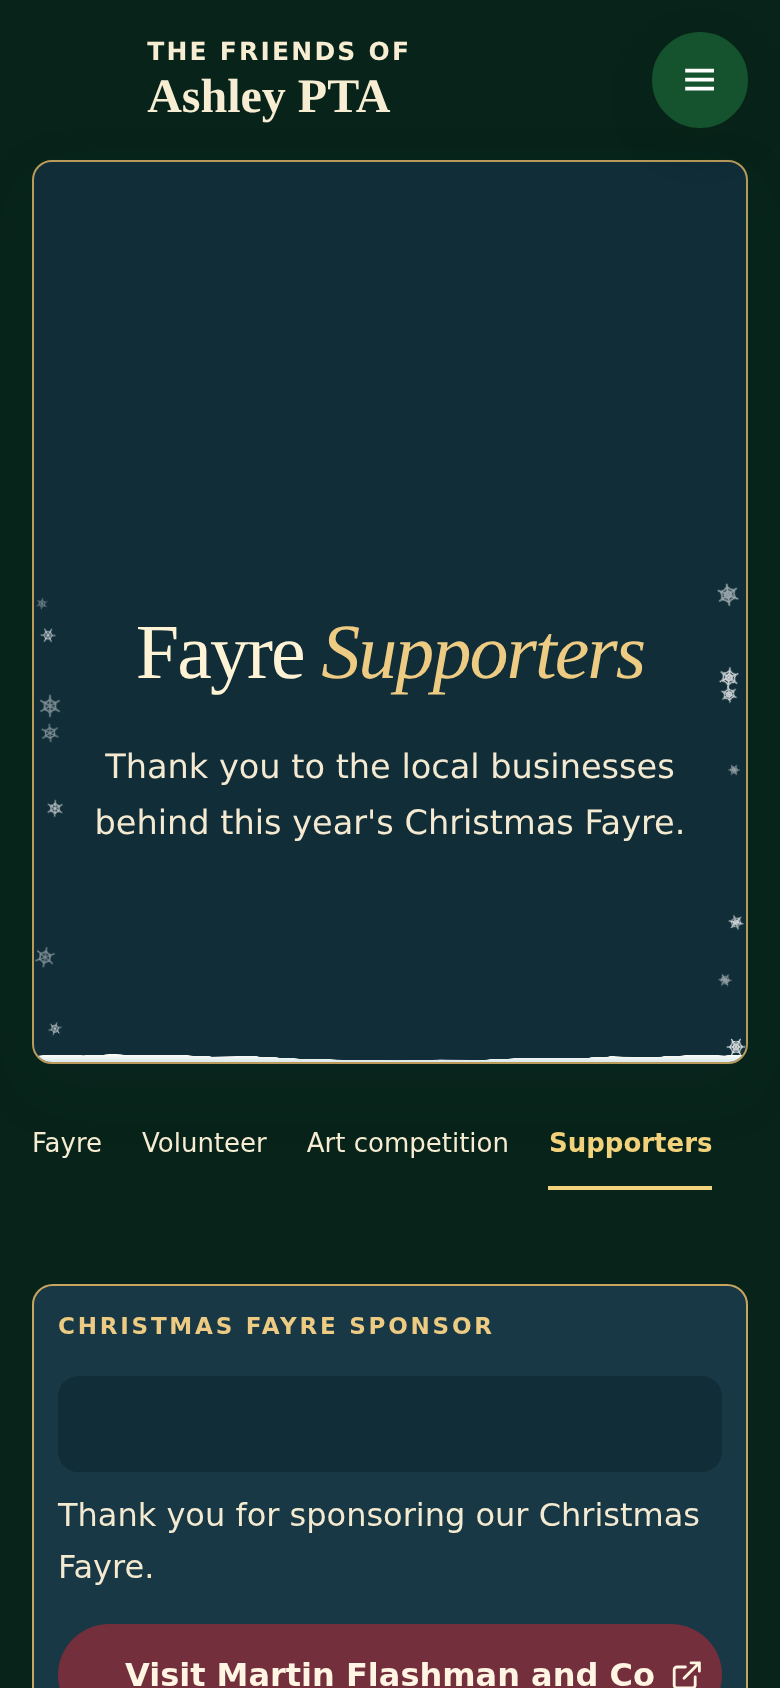 THE FRIENDS OF
Ashley PTA
Fayre Supporters
Thank you to the local businesses
behind this year's Christmas Fayre.
Fayre Volunteer Art competition Supporters
CHRISTMAS FAYRE SPONSOR
Thank you for sponsoring our Christmas
Fayre.
Visit Martin Flashman and Co